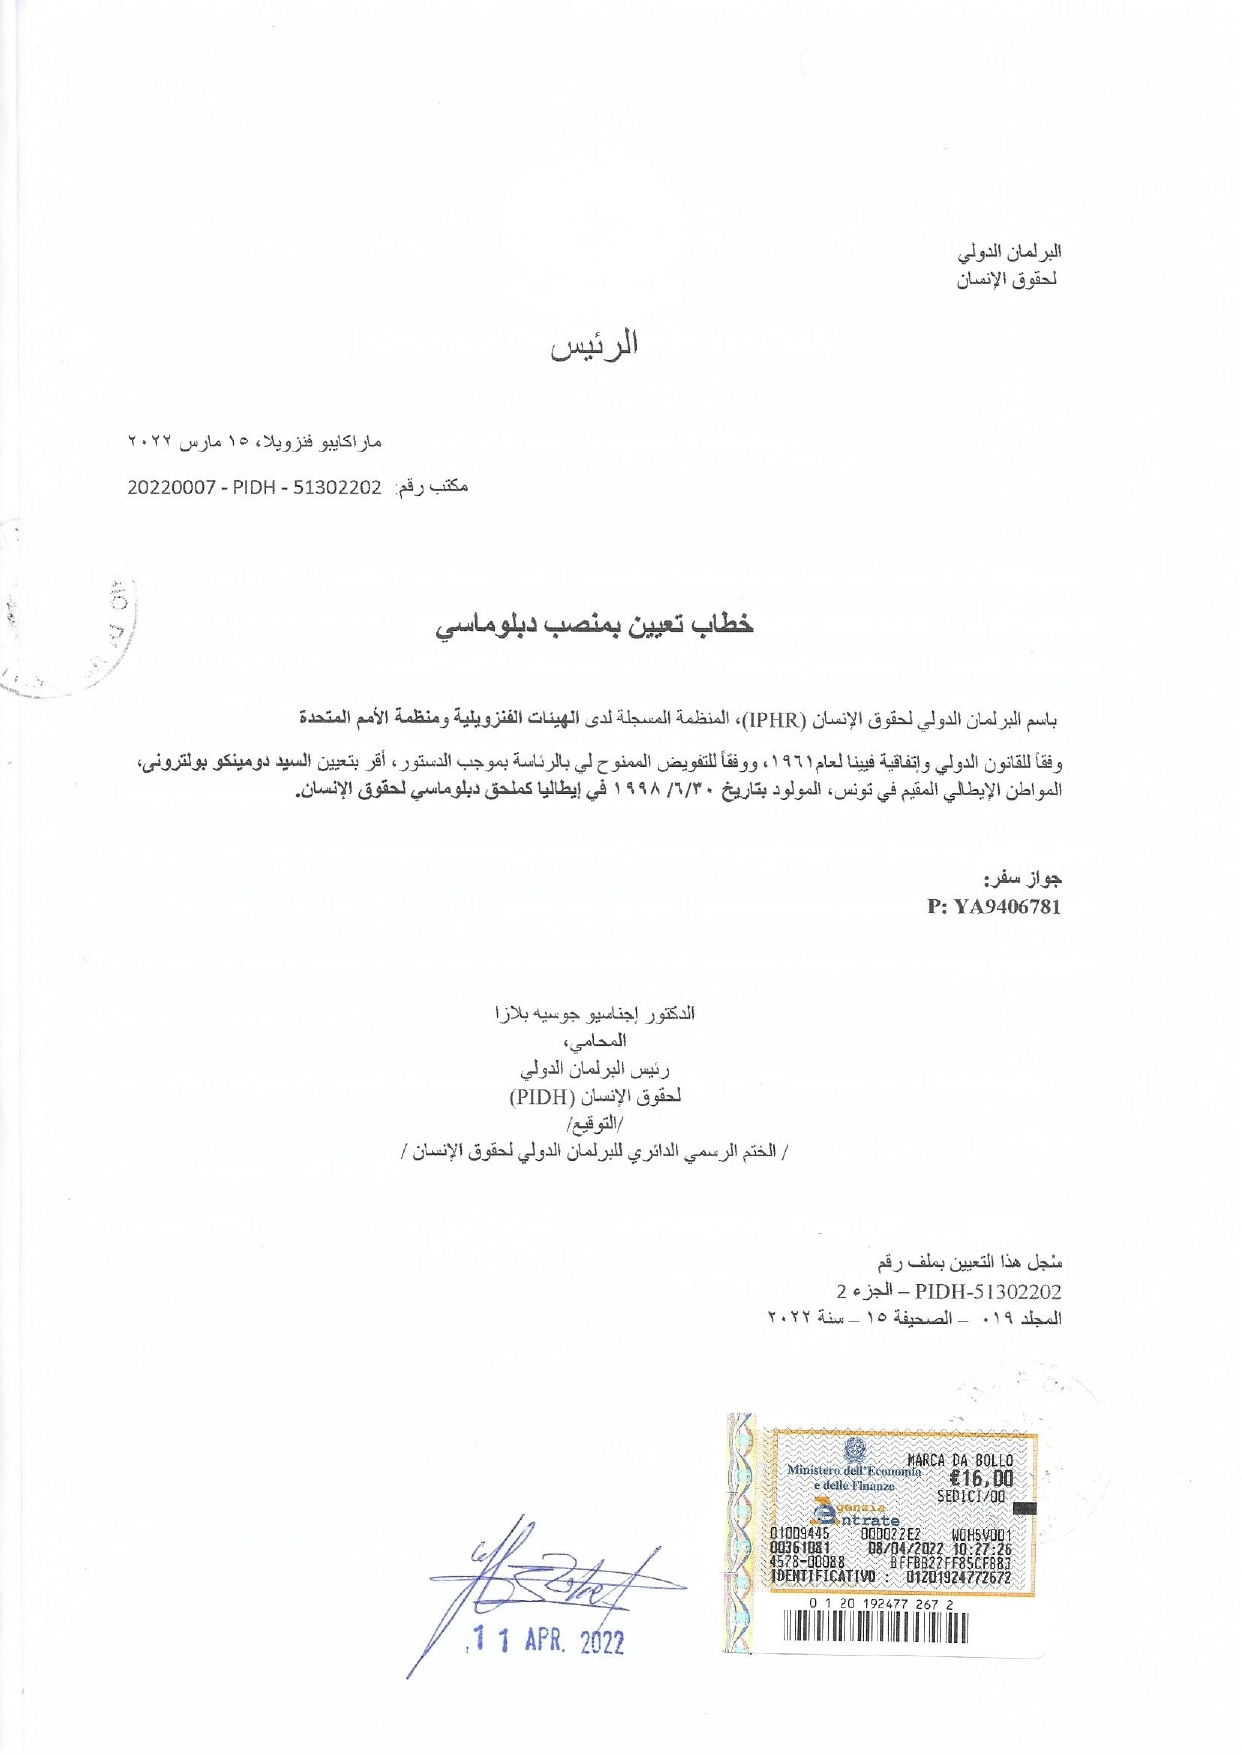 البرلمان الدولي
لحقوق الإنسان
الرئيس
ماراكايبو فنزويلا، ١٥ مارس ٢٠٢٢
مكتب رقم: 20220007 - PIDH - 51302202
خطاب تعيين بمنصب دبلوماسي
باسم البرلمان الدولي لحقوق الإنسان (IPHR)، المنظمة المسجلة لدى الهيئات الفنزويلية ومنظمة الأمم المتحدة
وفقاً للقانون الدولي وإتفاقية فيينا لعام ١٩٦١، ووفقاً للتفويض الممنوح لي بالرئاسة بموجب الدستور، أقر بتعيين السيد دومينكو بولتروني،
المواطن الإيطالي المقيم في تونس، المولود بتاريخ ٣٠ /٦/ ١٩٩٨ في إيطاليا كملحق دبلوماسي لحقوق الإنسان.
جواز سفر:
P: YA9406781
الدكتور إجناسيو جوسيه بلازا
المحامي،
رئيس البرلمان الدولي
لحقوق الإنسان (PIDH)
/التوقيع/
/ الختم الرسمي الدائري للبرلمان الدولي لحقوق الإنسان /
سُجل هذا التعيين بملف رقم
PIDH-51302202 – الجزء 2
المجلد ٠١٩ – الصحيفة ١٥ – سنة ٢٠٢٢
MARCA DA BOLLO
Ministero dell'Economia
e delle Finanze
€16,00
SEDICI/00
Agenzia
Entrate
01009445 000022E2 W0H5V001
00361081 08/04/2022 10:27:26
4578-00088
IDENTIFICATIVO : 01201924772672
0 1 20 192477 267 2
11 APR. 2022